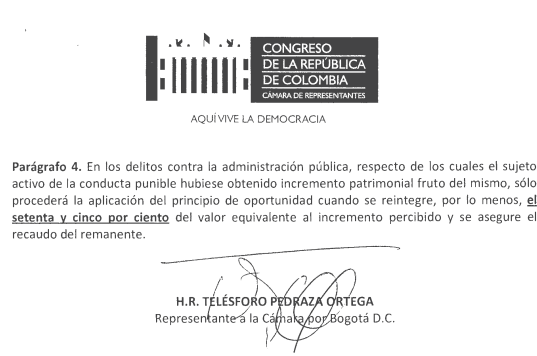 CONGRESO
DE LA REPÚBLICA
DE COLOMBIA
CÁMARA DE REPRESENTANTES
AQUÍ VIVE LA DEMOCRACIA
Parágrafo 4. En los delitos contra la administración pública, respecto de los cuales el sujeto
activo de la conducta punible hubiese obtenido incremento patrimonial fruto del mismo, sólo
procederá la aplicación del principio de oportunidad cuando se reintegre, por lo menos, el
setenta y cinco por ciento del valor equivalente al incremento percibido y se asegure el
recaudo del remanente.
H.R. TELÉSFORO PEDRAZA ORTEGA
Representante a la Cámara por Bogotá D.C.